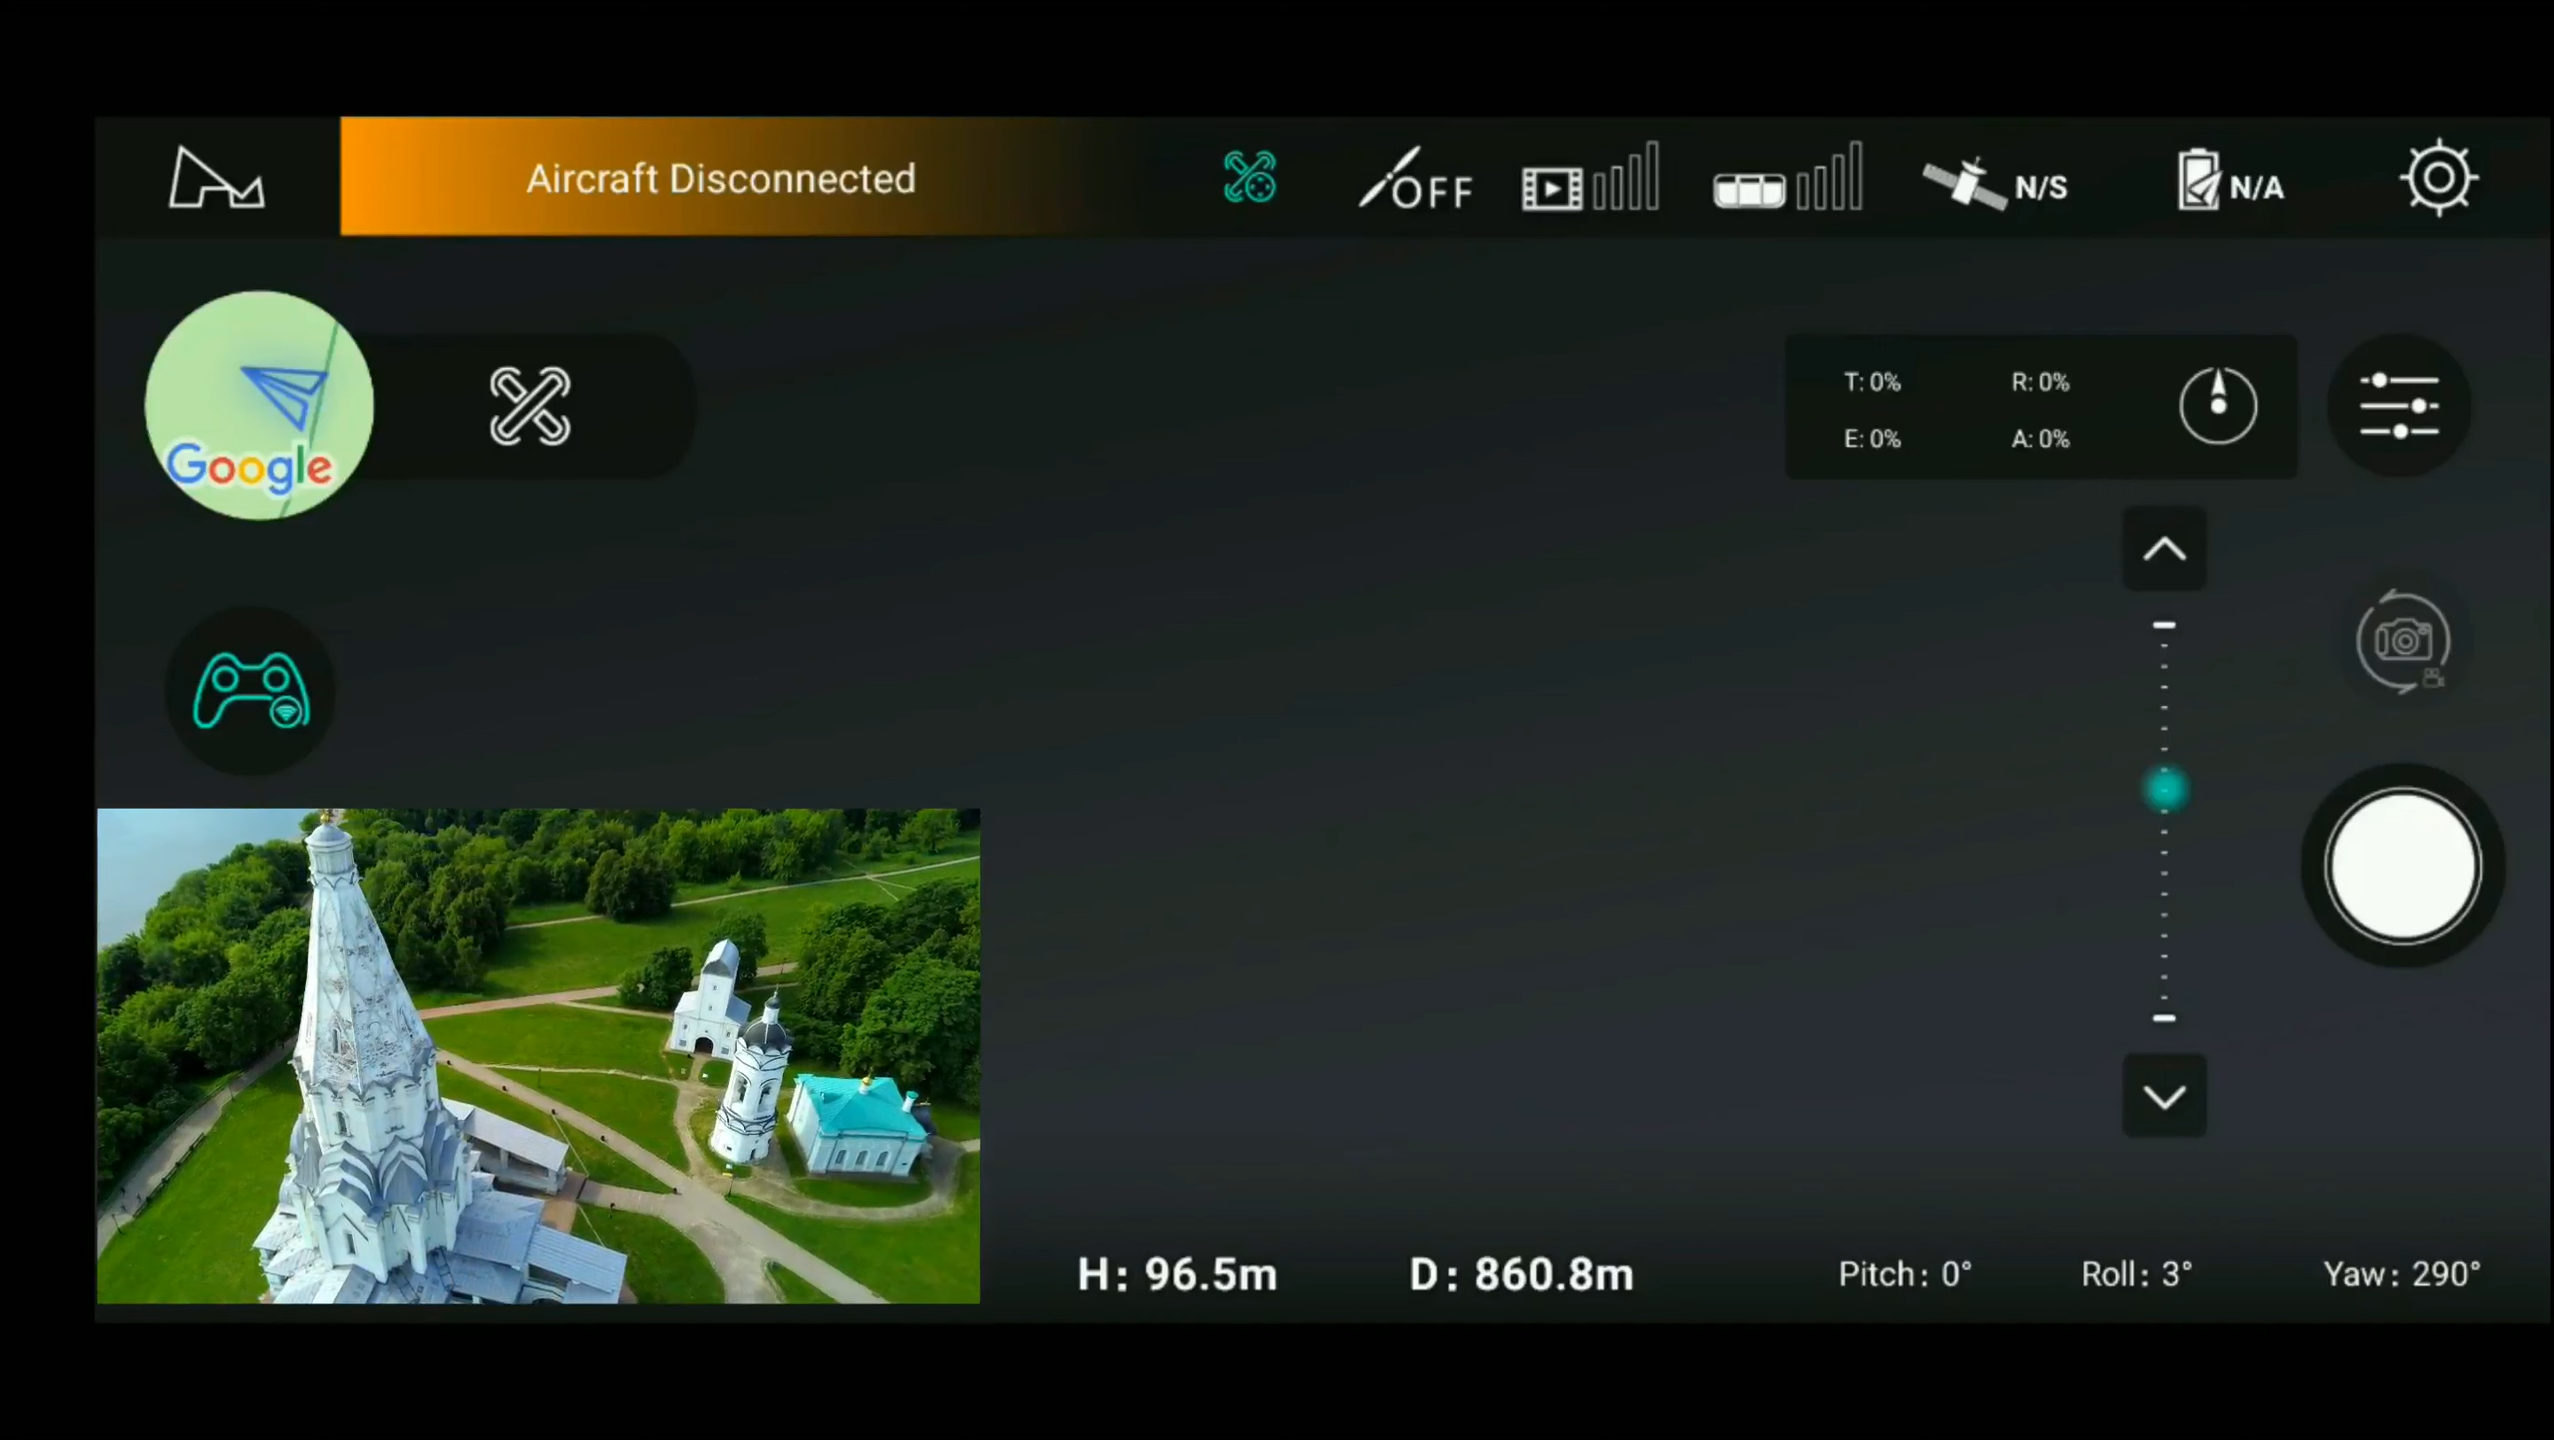 Aircraft Disconnected
OFF
N/S
N/A
Google
T: 0% R: 0%
E: 0% A: 0%
H: 96.5m D: 860.8m Pitch: 0° Roll: 3° Yaw: 290°